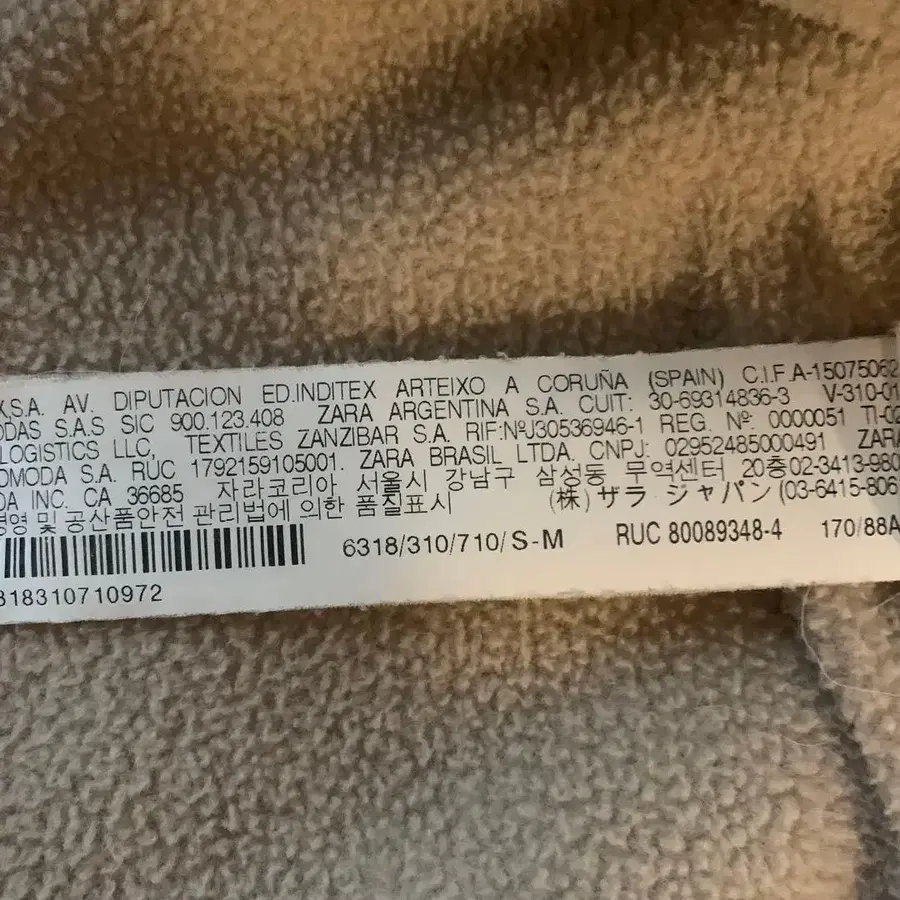 X,S.A. AV. DIPUTACION ED.INDITEX ARTEIXO A CORUÑA (SPAIN) C.I.F.A-15075062
ODAS S.A.S SIC 900.123.408 ZARA ARGENTINA S.A. CUIT: 30-69314836-3 V-310-01
LOGISTICS LLC, TEXTILES ZANZIBAR S.A. RIF:NºJ30536946-1 REG. Nº: 0000051 TI-02
OMODA S.A. RUC 1792159105001. ZARA BRASIL LTDA. CNPJ: 02952485000491 ZARA
DA INC. CA 36685 자라코리아 서울시 강남구 삼성동 무역센터 20층02-3413-980
경영 및 공산품안전 관리법에 의한 품질표시 (株) ザラ ジャパン (03-6415-806
6318/310/710/S-M RUC 80089348-4 170/88A
318310710972